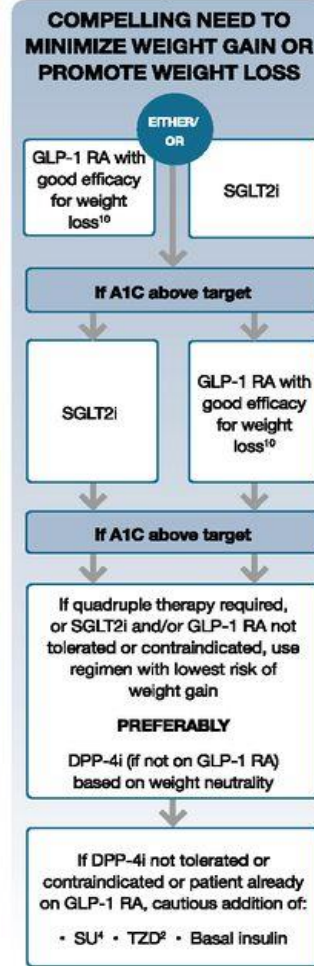 COMPELLING NEED TO
MINIMIZE WEIGHT GAIN OR
PROMOTE WEIGHT LOSS
EITHER/
OR
GLP-1 RA with
good efficacy
for weight
loss¹⁰
SGLT2i
If A1C above target
SGLT2i
GLP-1 RA with
good efficacy
for weight
loss¹⁰
If A1C above target
If quadruple therapy required,
or SGLT2i and/or GLP-1 RA not
tolerated or contraindicated, use
regimen with lowest risk of
weight gain
PREFERABLY
DPP-4i (if not on GLP-1 RA)
based on weight neutrality
If DPP-4i not tolerated or
contraindicated or patient already
on GLP-1 RA, cautious addition of:
• SU⁴ • TZD² • Basal insulin